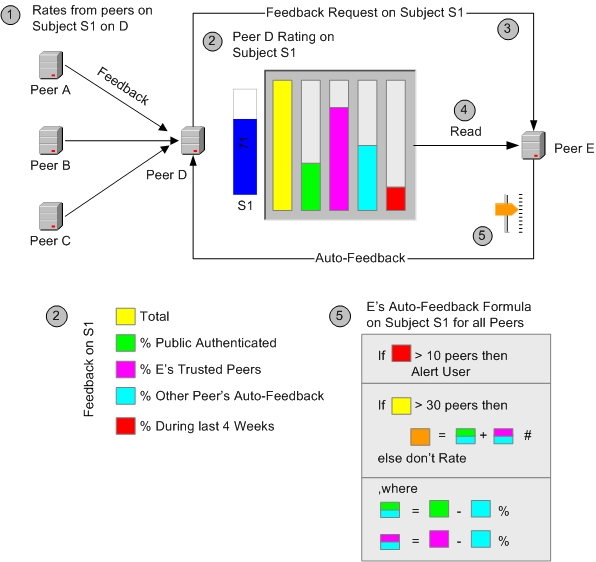 1
Rates from peers on
Subject S1 on D
Feedback Request on Subject S1
3
2
Peer D Rating on
Subject S1
Peer A
Feedback
4
Read
Peer B
Peer D
Peer E
S1
Peer C
5
Auto-Feedback
2
Feedback on S1
Total
% Public Authenticated
% E's Trusted Peers
% Other Peer's Auto-Feedback
% During last 4 Weeks
5
E's Auto-Feedback Formula
on Subject S1 for all Peers
If > 10 peers then
Alert User
If > 30 peers then
= + #
else don't Rate
,where
= - %
= - %